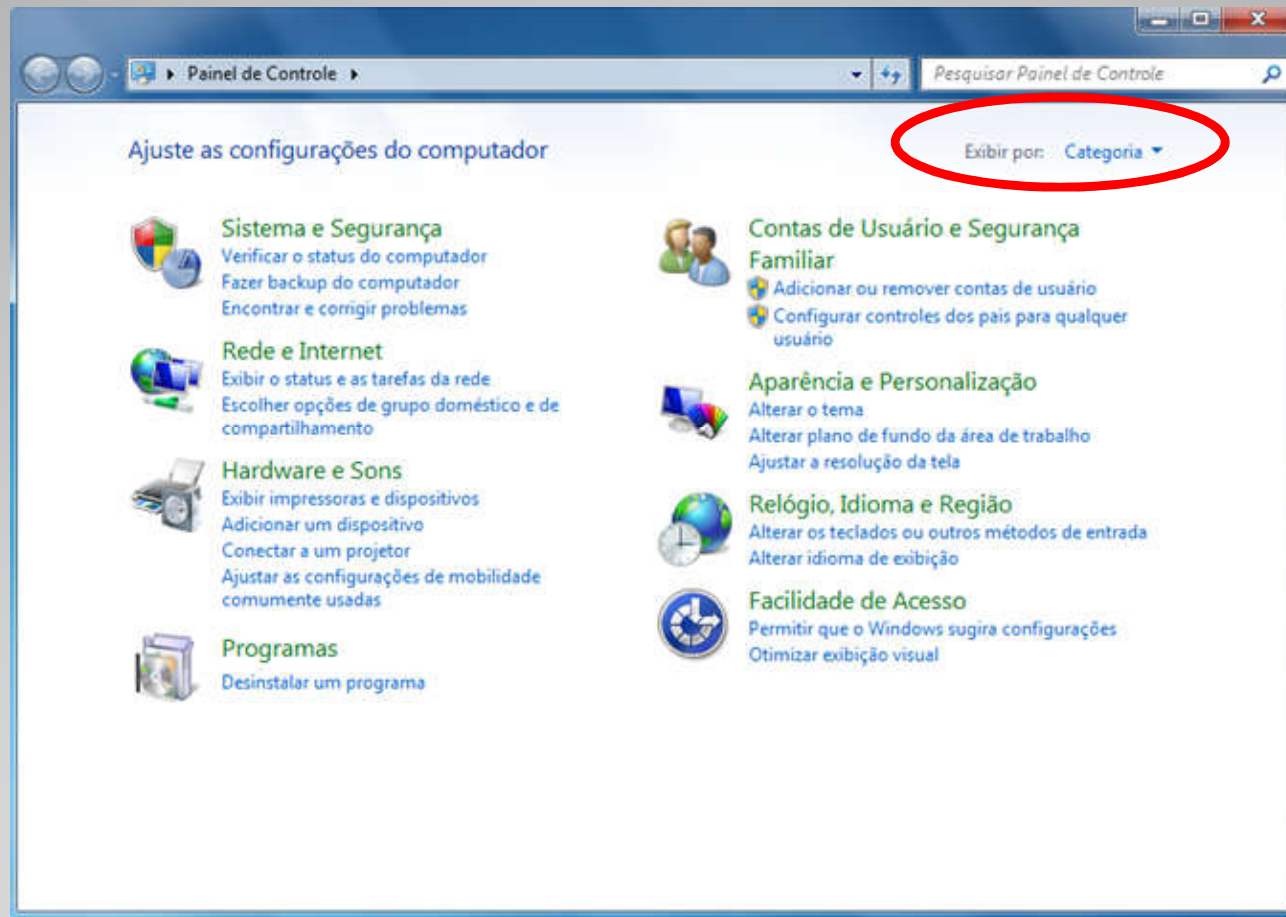 Painel de Controle
Pesquisar Painel de Controle
Ajuste as configurações do computador
Exibir por: Categoria
Sistema e Segurança
Verificar o status do computador
Fazer backup do computador
Encontrar e corrigir problemas
Rede e Internet
Exibir o status e as tarefas da rede
Escolher opções de grupo doméstico e de
compartilhamento
Hardware e Sons
Exibir impressoras e dispositivos
Adicionar um dispositivo
Conectar a um projetor
Ajustar as configurações de mobilidade
comumente usadas
Programas
Desinstalar um programa
Contas de Usuário e Segurança
Familiar
Adicionar ou remover contas de usuário
Configurar controles dos pais para qualquer
usuário
Aparência e Personalização
Alterar o tema
Alterar plano de fundo da área de trabalho
Ajustar a resolução da tela
Relógio, Idioma e Região
Alterar os teclados ou outros métodos de entrada
Alterar idioma de exibição
Facilidade de Acesso
Permitir que o Windows sugira configurações
Otimizar exibição visual